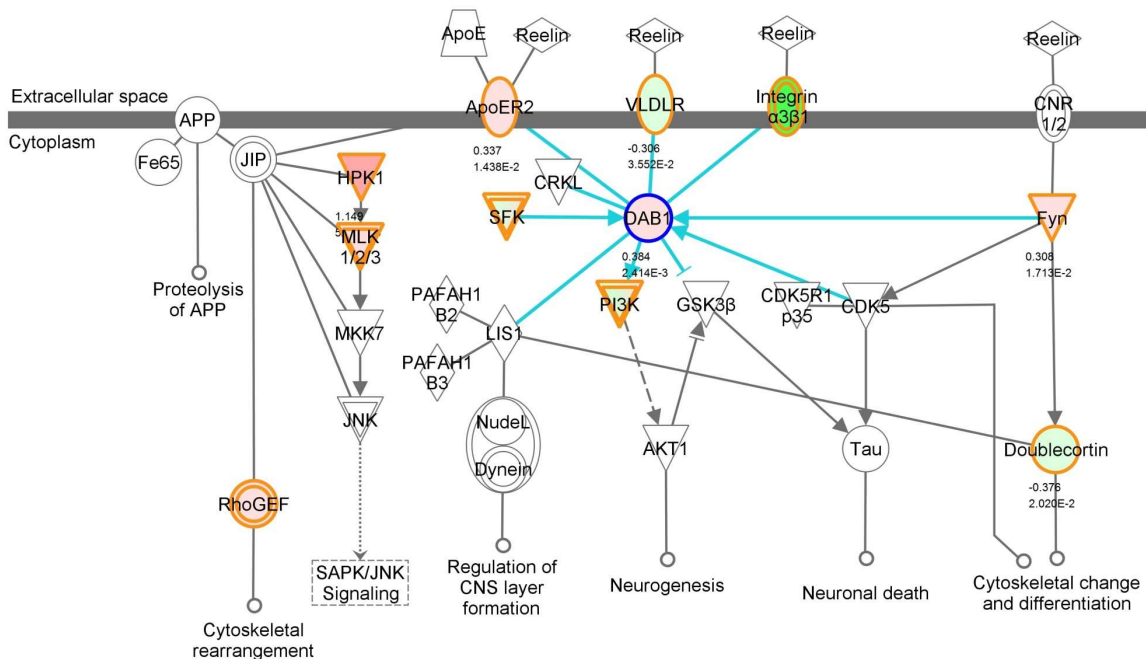 ApoE
Reelin
Reelin
Reelin
Reelin
Extracellular space
Cytoplasm
APP
ApoER2
VLDLR
Integrin
α3β1
CNR
1/2
0.337
1.438E-2
-0.306
3.552E-2
Fe65
JIP
HPK1
CRKL
SFK
DAB1
Fyn
1.149
MLK
1/2/3
0.384
2.414E-3
0.308
1.713E-2
Proteolysis
of APP
PAFAH1
B2
PI3K
GSK3β
CDK5R1
p35
CDK5
MKK7
LIS1
PAFAH1
B3
JNK
NudeL
Dynein
AKT1
Tau
Doublecortin
-0.376
2.020E-2
RhoGEF
SAPK/JNK
Signaling
Regulation of
CNS layer
formation
Neurogenesis
Neuronal death
Cytoskeletal change
and differentiation
Cytoskeletal
rearrangement